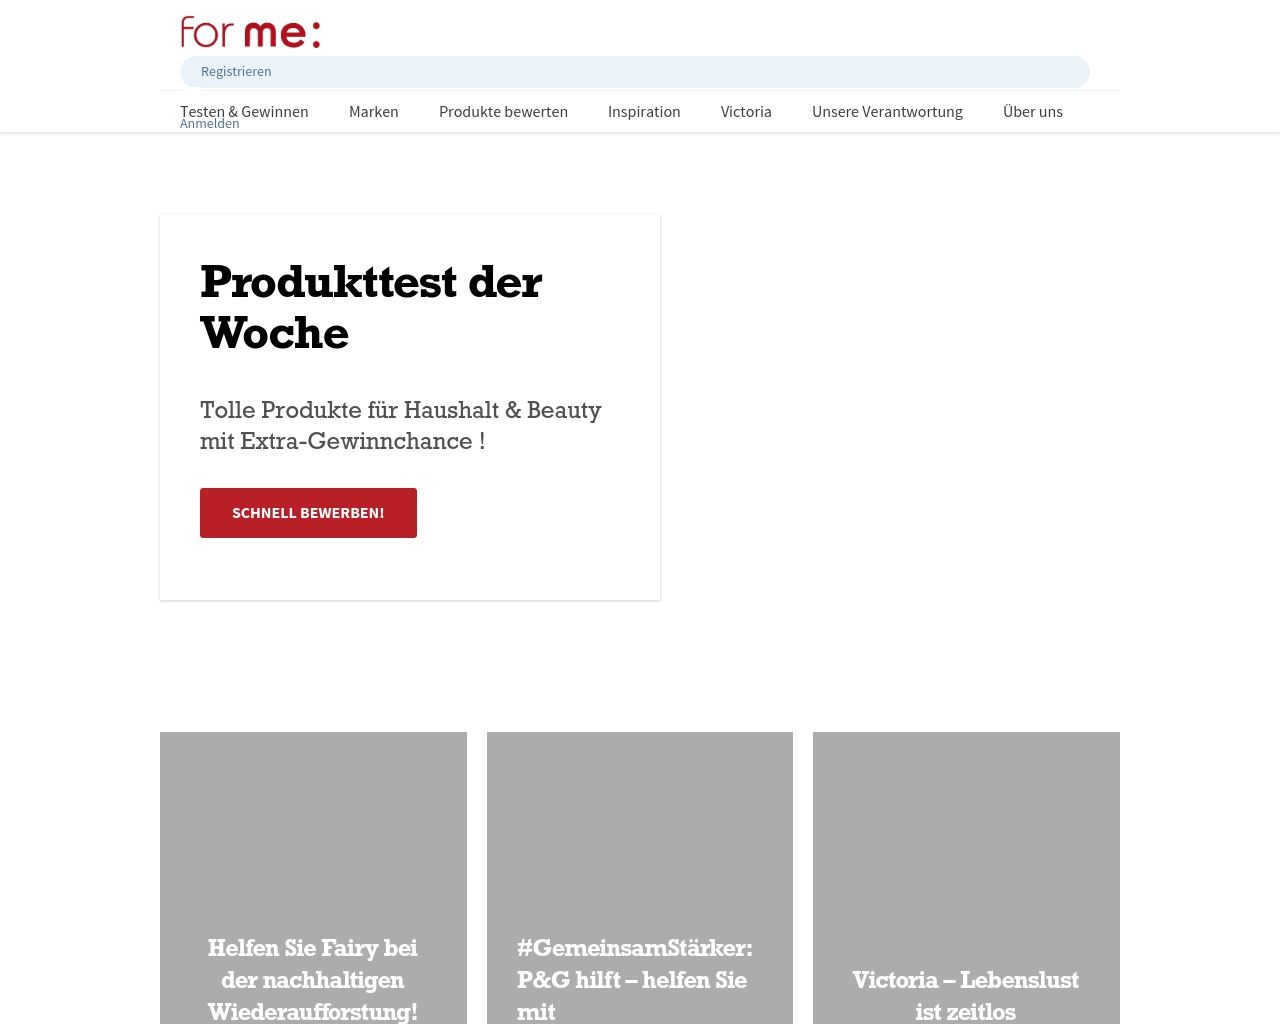 for me:
Registrieren
Testen & Gewinnen Marken Produkte bewerten Inspiration Victoria Unsere Verantwortung Über uns
Anmelden
Produkttest der
Woche
Tolle Produkte für Haushalt & Beauty
mit Extra-Gewinnchance !
SCHNELL BEWERBEN!
Helfen Sie Fairy bei
der nachhaltigen
Wiederaufforstung!
#GemeinsamStärker:
P&G hilft – helfen Sie
mit
Victoria – Lebenslust
ist zeitlos